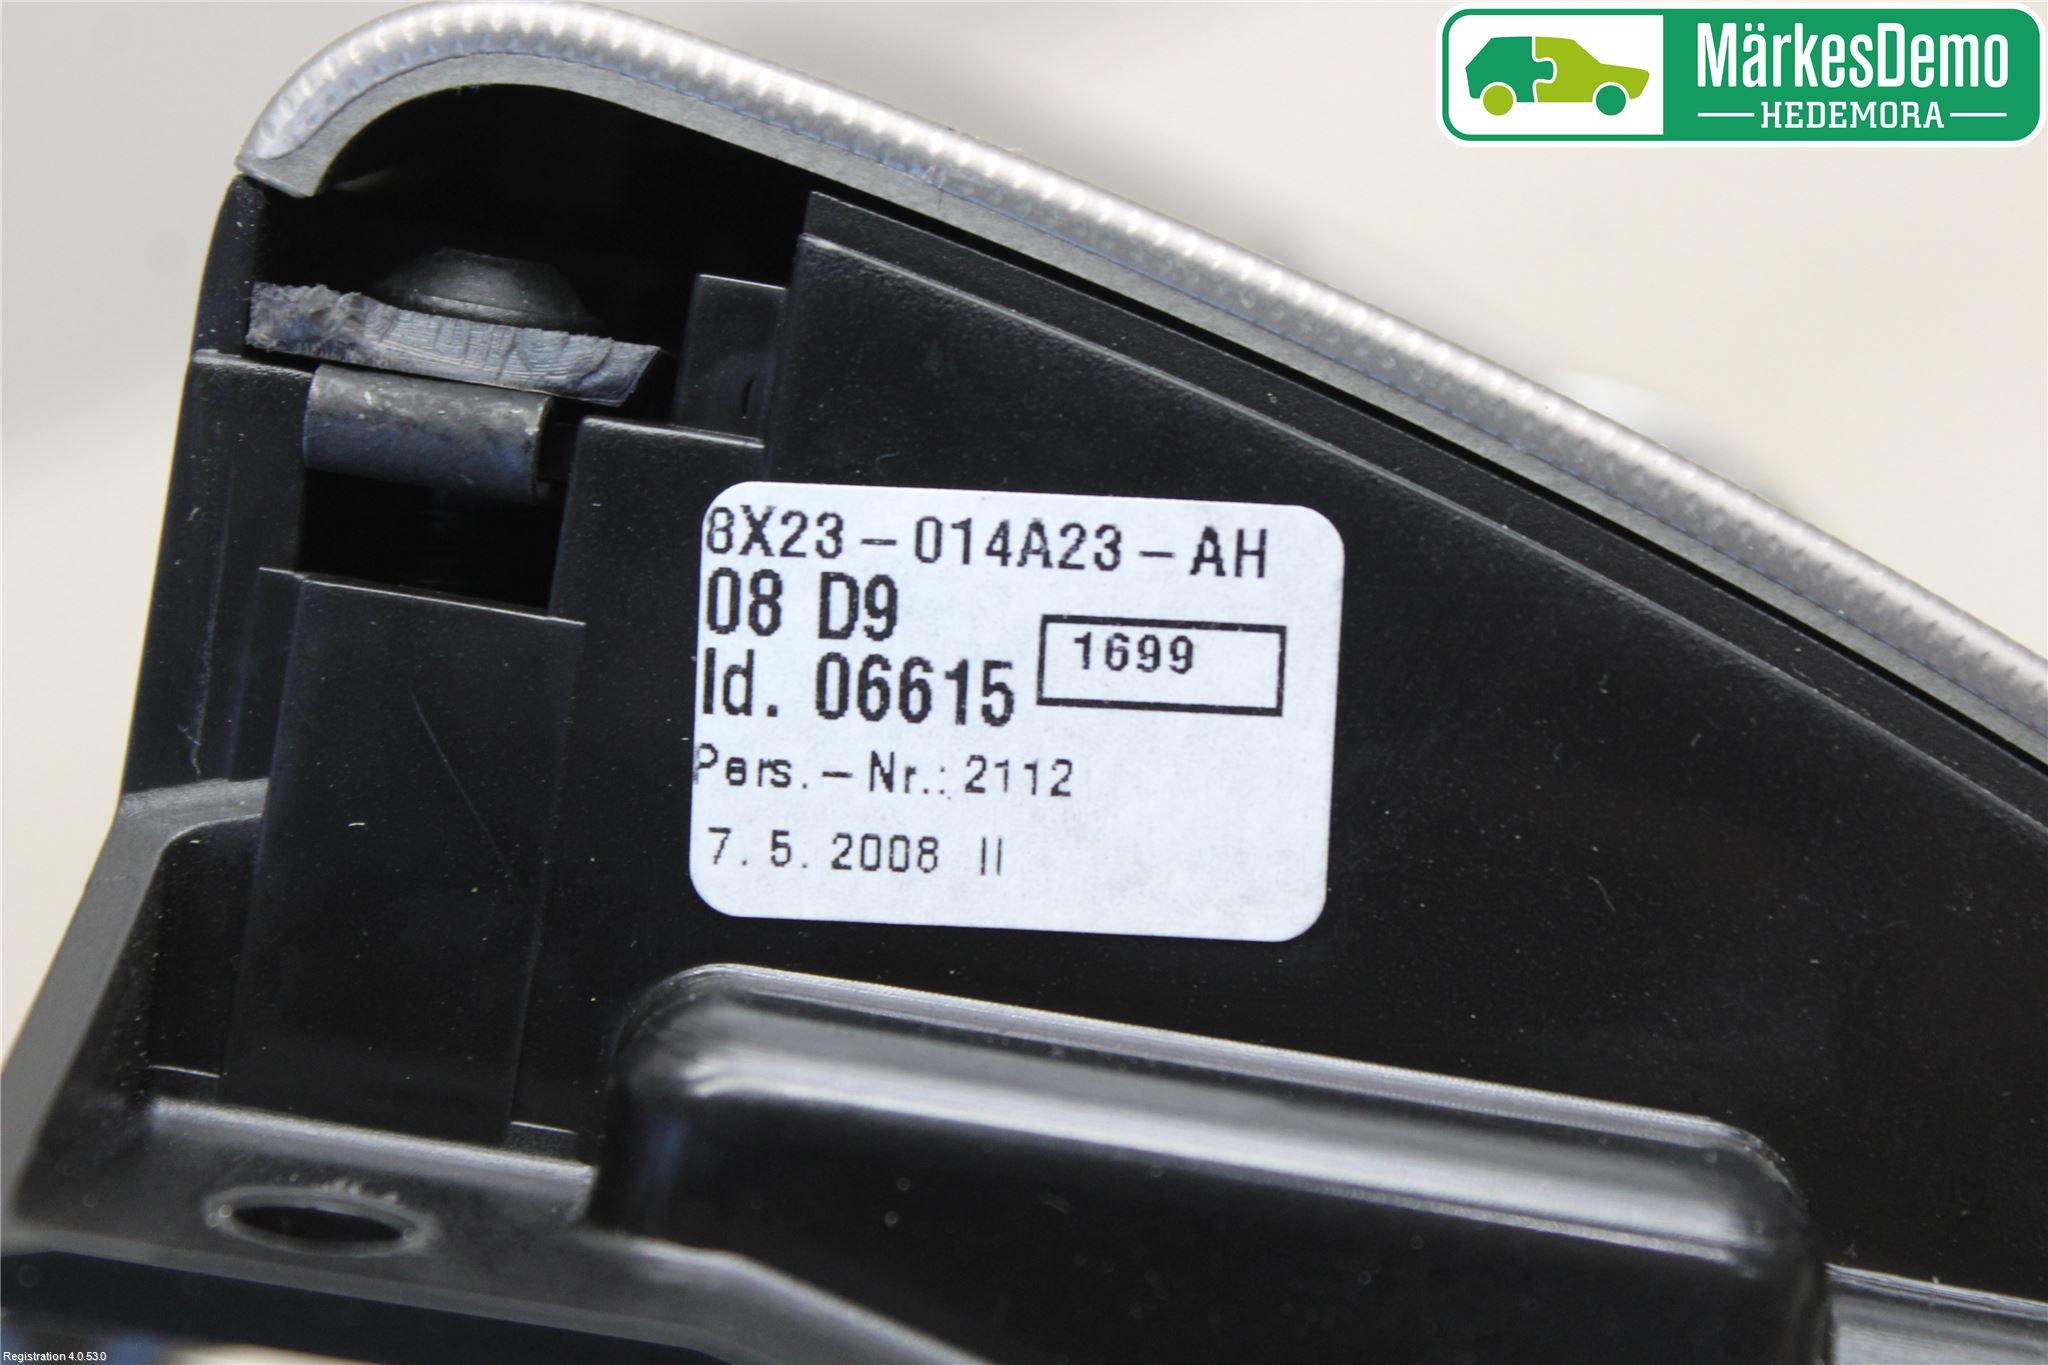 MärkesDemo
HEDEMORA
8X23-014A23-AH
08 D9
1699
Id. 06615
Pers.-Nr.: 2112
7.5.2008 II
Registration 4.0.53.0